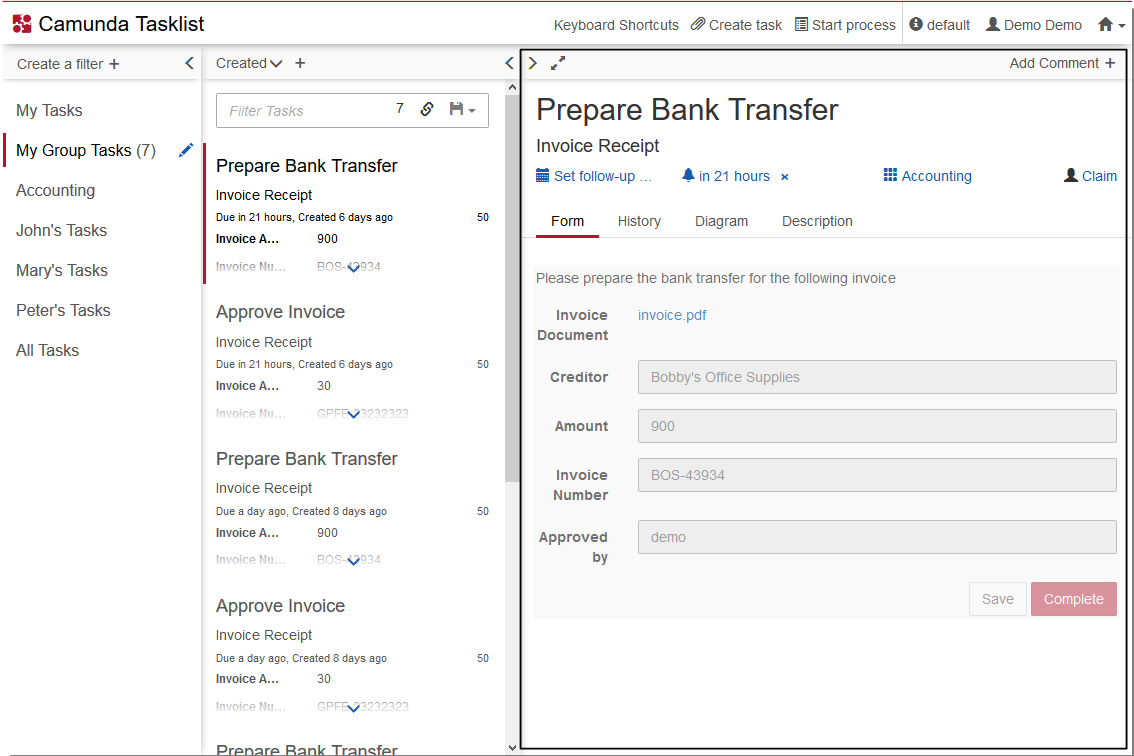 Camunda Tasklist
Keyboard Shortcuts Create task Start process default Demo Demo
Create a filter +
My Tasks
My Group Tasks (7)
Accounting
John's Tasks
Mary's Tasks
Peter's Tasks
All Tasks
Created +
Filter Tasks 7
Prepare Bank Transfer
Invoice Receipt
Due in 21 hours, Created 6 days ago 50
Invoice A... 900
Invoice Nu... BOS-43934
Approve Invoice
Invoice Receipt
Due in 21 hours, Created 6 days ago 50
Invoice A... 30
Invoice Nu... GPFE-23232323
Prepare Bank Transfer
Invoice Receipt
Due a day ago, Created 8 days ago 50
Invoice A... 900
Invoice Nu... BOS-43934
Approve Invoice
Invoice Receipt
Due a day ago, Created 8 days ago 50
Invoice A... 30
Invoice Nu... GPFE-23232323
Prepare Bank Transfer
Add Comment +
Prepare Bank Transfer
Invoice Receipt
Set follow-up ... in 21 hours × Accounting Claim
Form History Diagram Description
Please prepare the bank transfer for the following invoice
Invoice invoice.pdf
Document
Creditor Bobby's Office Supplies
Amount 900
Invoice BOS-43934
Number
Approved demo
by
Save Complete